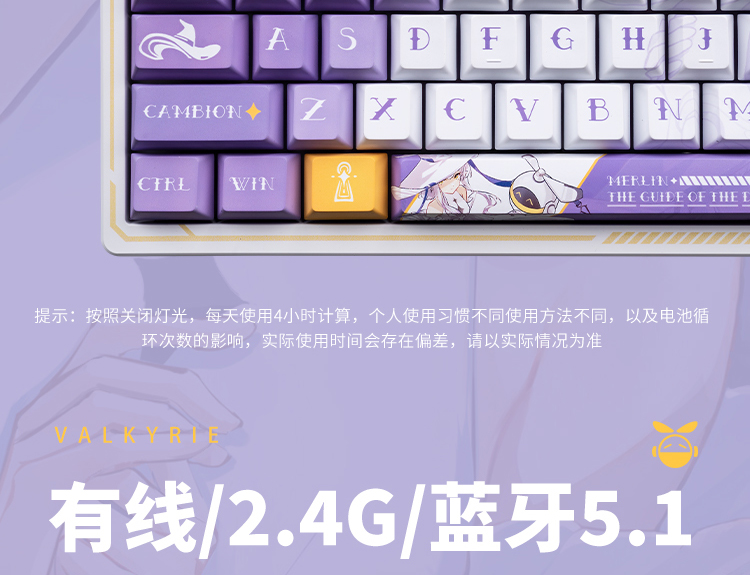 A S D F G H J
CAMBION Z X C V B N M
CTRL WIN MERLIN
THE GUIDE OF THE
提示：按照关闭灯光，每天使用4小时计算，个人使用习惯不同使用方法不同，以及电池循
环次数的影响，实际使用时间会存在偏差，请以实际情况为准
VALKYRIE
有线/2.4G/蓝牙5.1